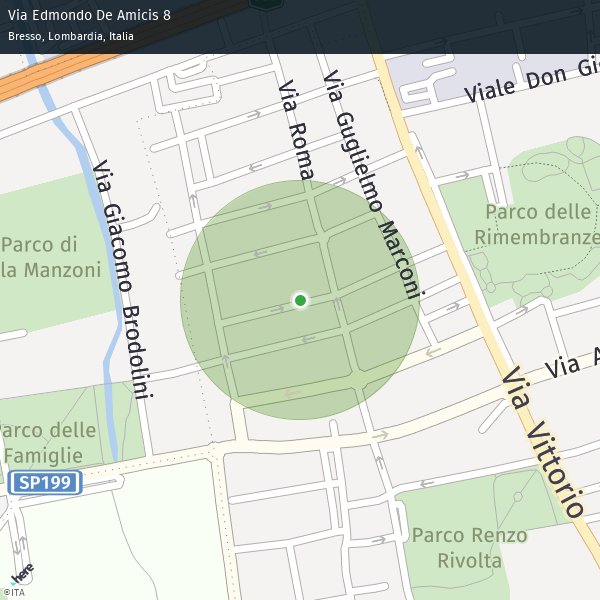 Via Edmondo De Amicis 8
Bresso, Lombardia, Italia
Viale Don Gi
Via Roma
Via Guglielmo Marconi
Via Giacomo Brodolini
Parco delle
Rimembranze
Parco di
la Manzoni
Via A
Via Vittorio
arco delle
Famiglie
SP199
Parco Renzo
Rivolta
here
©ITA